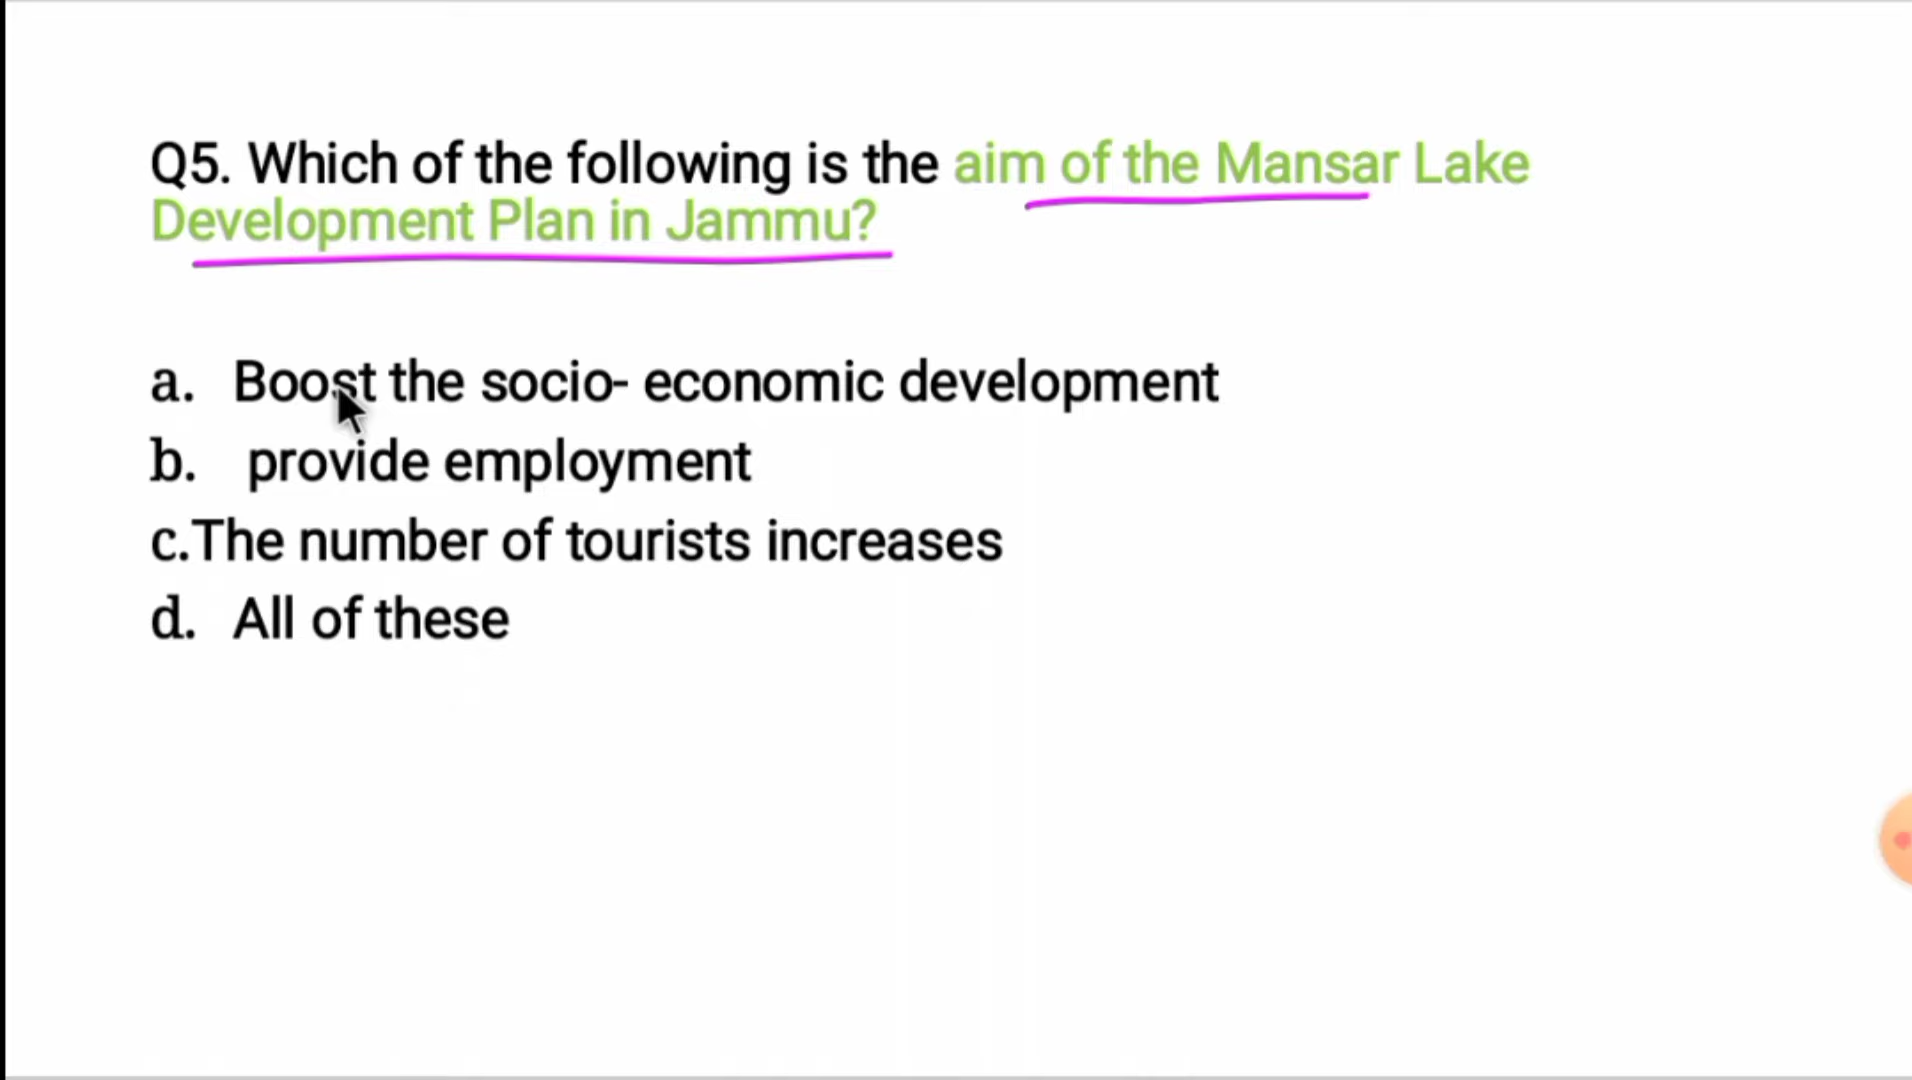 Q5. Which of the following is the aim of the Mansar Lake
Development Plan in Jammu?
a. Boost the socio- economic development
b. provide employment
c.The number of tourists increases
d. All of these